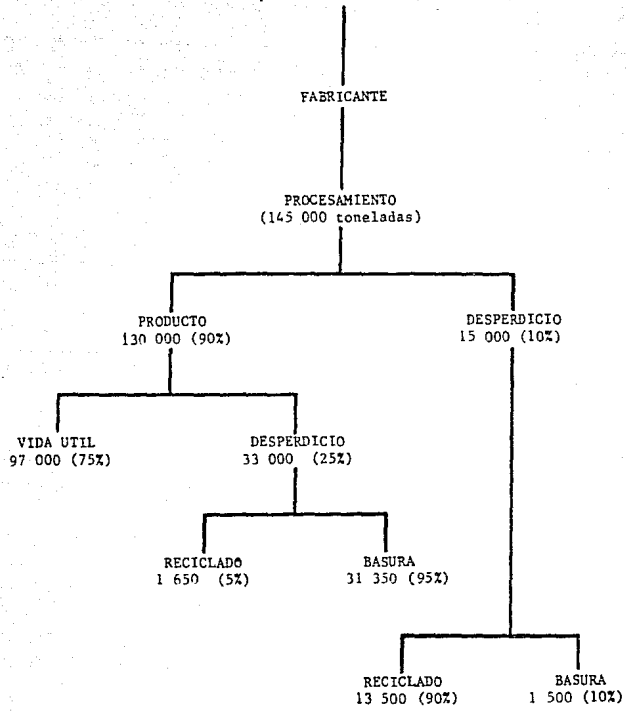 FABRICANTE
PROCESAMIENTO
(145 000 toneladas)
PRODUCTO
130 000 (90%)
DESPERDICIO
15 000 (10%)
VIDA UTIL
97 000 (75%)
DESPERDICIO
33 000 (25%)
RECICLADO
1 650 (5%)
BASURA
31 350 (95%)
RECICLADO
13 500 (90%)
BASURA
1 500 (10%)